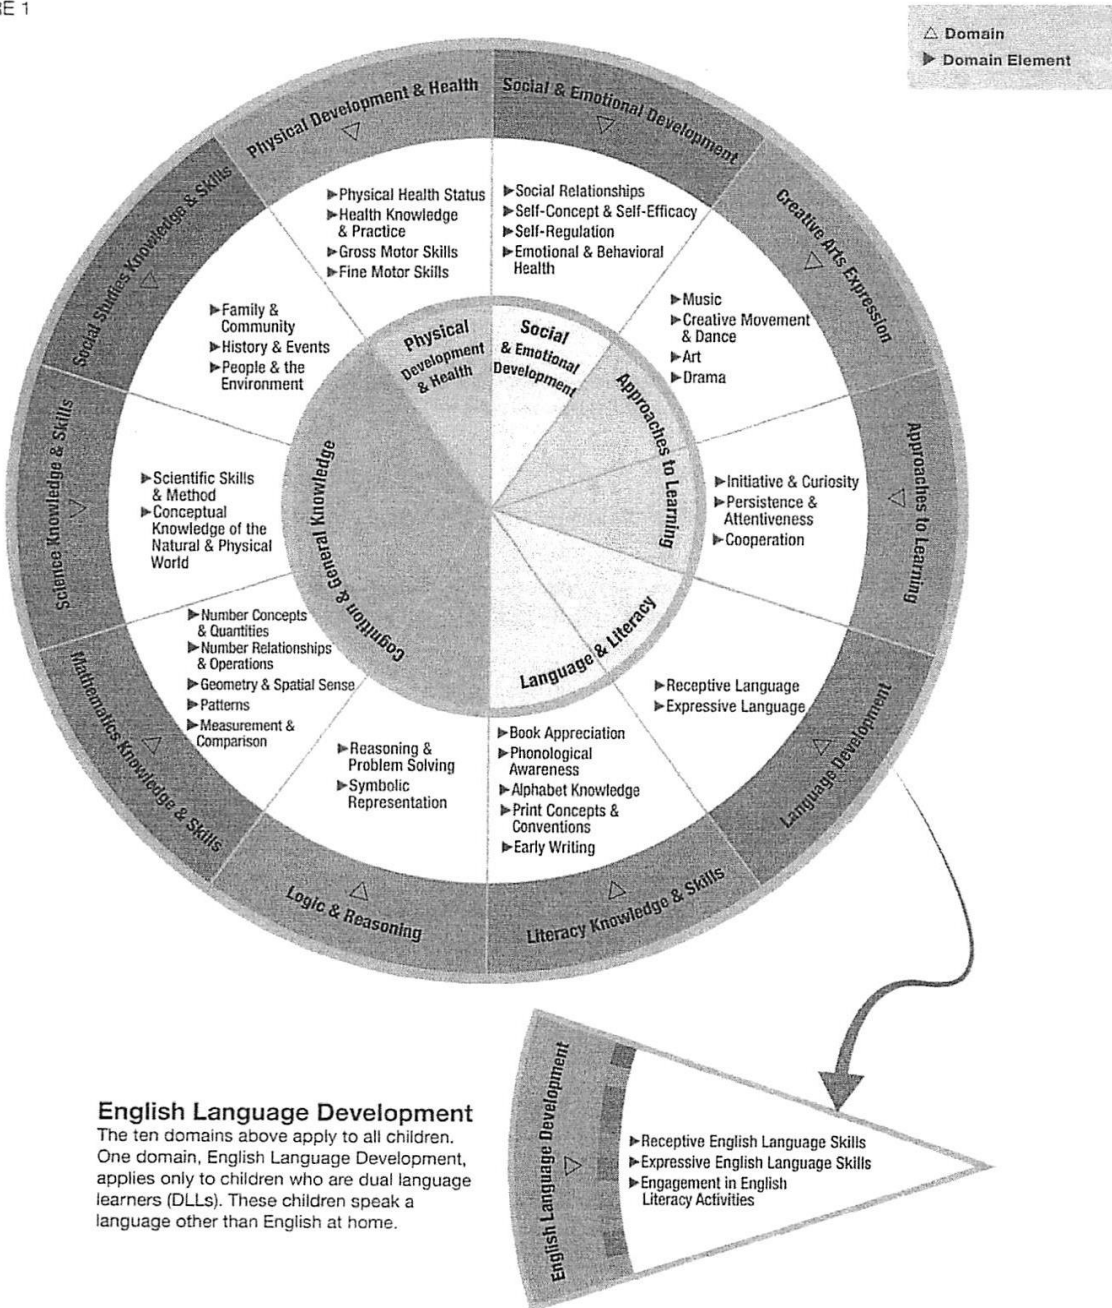 RE 1
△ Domain
▶ Domain Element
Physical Development & Health
Social & Emotional Development
Creative Arts Expression
Approaches to Learning
Language Development
Literacy Knowledge & Skills
Logic & Reasoning
Mathematics Knowledge & Skills
Science Knowledge & Skills
Social Studies Knowledge & Skills
▶Physical Health Status
▶Health Knowledge
& Practice
▶Gross Motor Skills
▶Fine Motor Skills
▶Social Relationships
▶Self-Concept & Self-Efficacy
▶Self-Regulation
▶Emotional & Behavioral
Health
▶Music
▶Creative Movement
& Dance
▶Art
▶Drama
▶Initiative & Curiosity
▶Persistence &
Attentiveness
▶Cooperation
▶Receptive Language
▶Expressive Language
▶Book Appreciation
▶Phonological
Awareness
▶Alphabet Knowledge
▶Print Concepts &
Conventions
▶Early Writing
▶Reasoning &
Problem Solving
▶Symbolic
Representation
▶Number Concepts
& Quantities
▶Number Relationships
& Operations
▶Geometry & Spatial Sense
▶Patterns
▶Measurement &
Comparison
▶Scientific Skills
& Method
▶Conceptual
Knowledge of the
Natural & Physical
World
▶Family &
Community
▶History & Events
▶People & the
Environment
Physical
Development
& Health
Social
& Emotional
Development
Approaches to Learning
Language & Literacy
Cognition & General Knowledge
English Language Development
The ten domains above apply to all children.
One domain, English Language Development,
applies only to children who are dual language
learners (DLLs). These children speak a
language other than English at home.
English Language Development
▶Receptive English Language Skills
▶Expressive English Language Skills
▶Engagement in English
Literacy Activities